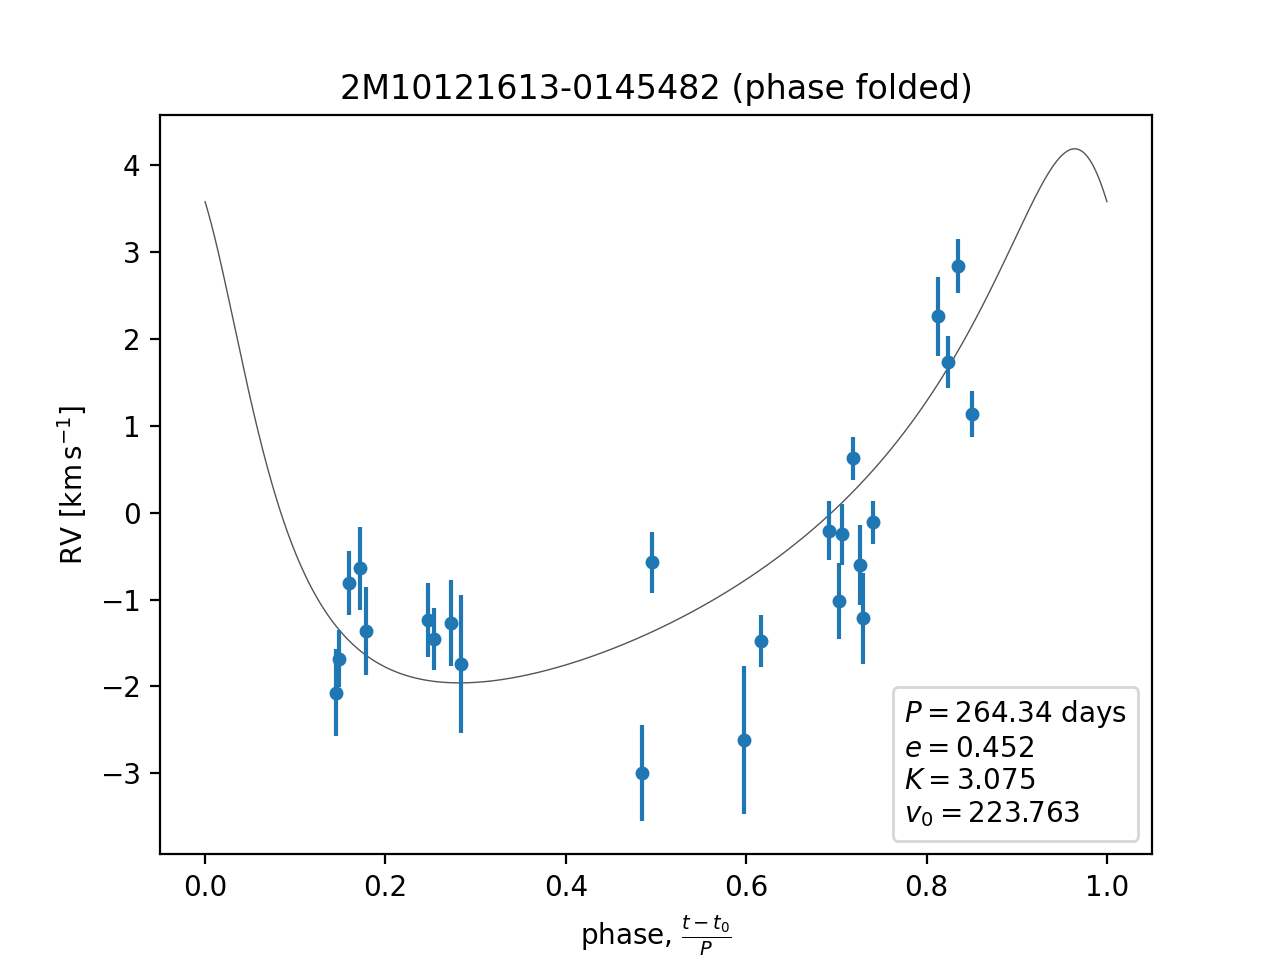 2M10121613-0145482 (phase folded)
RV [km s⁻¹]
4
3
2
1
0
−1
−2
−3
P = 264.34 days
e = 0.452
K = 3.075
v₀ = 223.763
0.0 0.2 0.4 0.6 0.8 1.0
phase, (t − t₀)/P